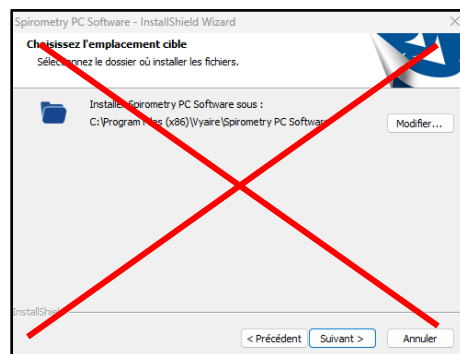 Spirometry PC Software - InstallShield Wizard
Choisissez l'emplacement cible
Sélectionnez le dossier où installer les fichiers.
Installer Spirometry PC Software sous :
C:\Program Files (x86)\Vyaire\Spirometry PC Software
Modifier...
InstallShield
< Précédent
Suivant >
Annuler